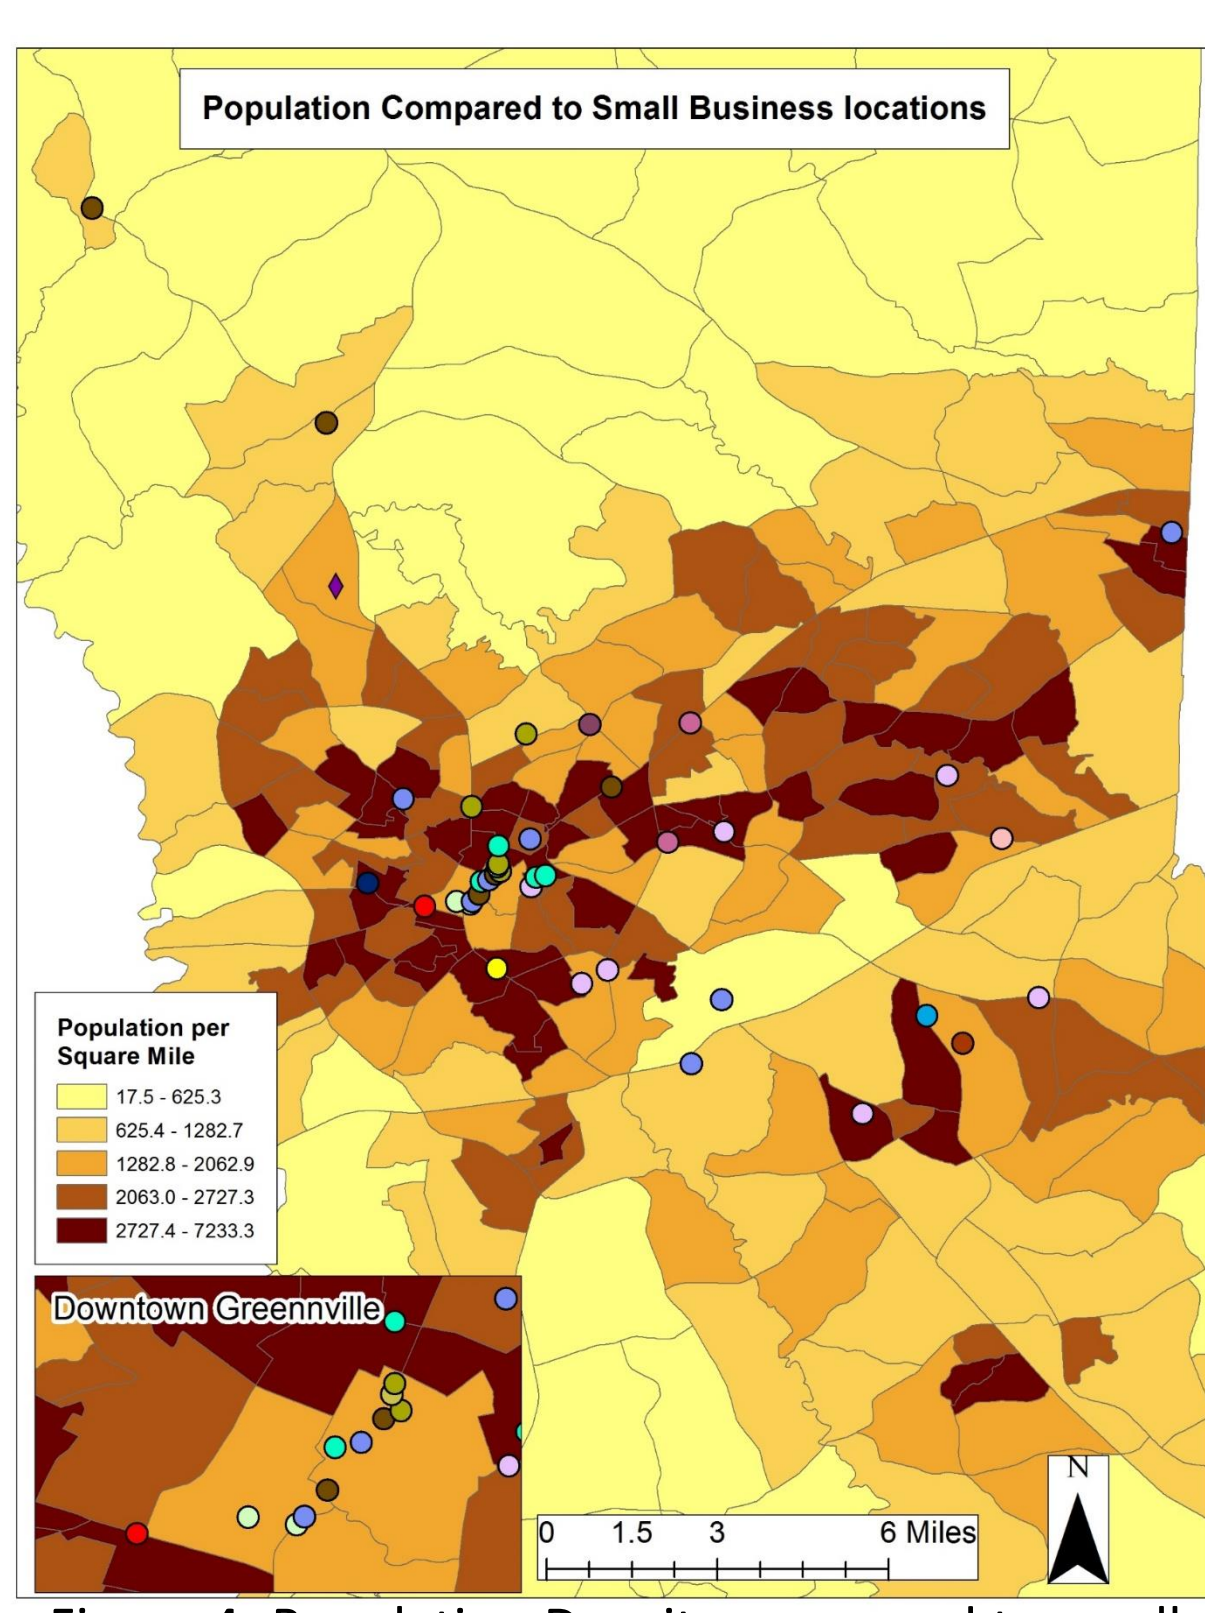 Population Compared to Small Business locations
Population per
Square Mile
17.5 - 625.3
625.4 - 1282.7
1282.8 - 2062.9
2063.0 - 2727.3
2727.4 - 7233.3
Downtown Greennville
0 1.5 3 6 Miles
N